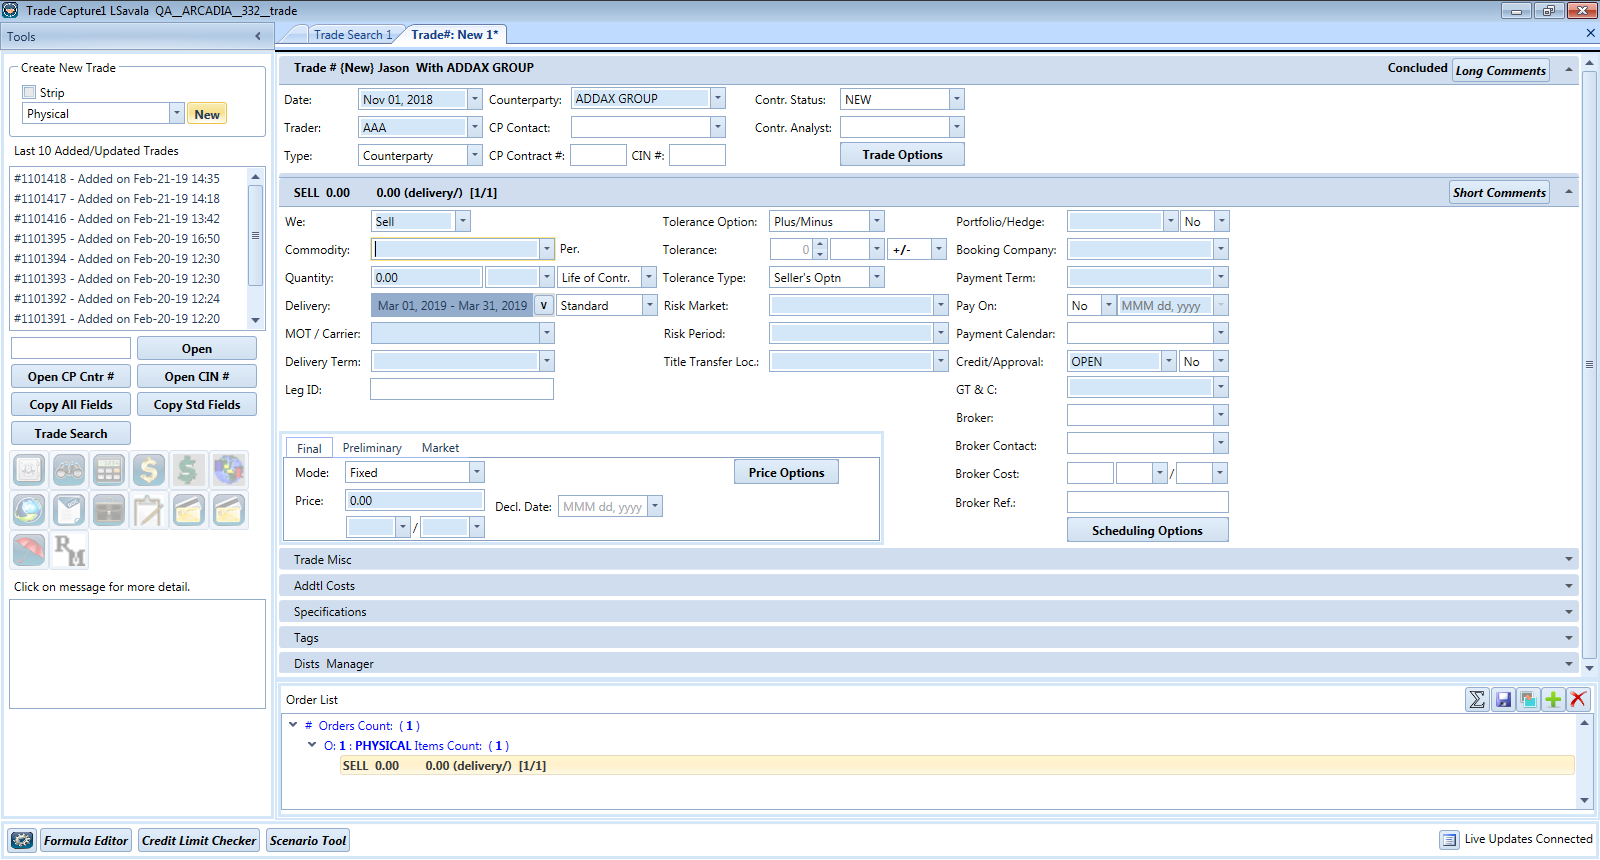 Trade Capture1 LSavala QA__ARCADIA__332__trade
Tools
Trade Search 1
Trade#: New 1*
Create New Trade
Strip
Physical
New
Last 10 Added/Updated Trades
#1101418 - Added on Feb-21-19 14:35
#1101417 - Added on Feb-21-19 14:18
#1101416 - Added on Feb-21-19 13:42
#1101395 - Added on Feb-20-19 16:50
#1101394 - Added on Feb-20-19 12:30
#1101393 - Added on Feb-20-19 12:30
#1101392 - Added on Feb-20-19 12:24
#1101391 - Added on Feb-20-19 12:20
Open
Open CP Cntr # Open CIN #
Copy All Fields Copy Std Fields
Trade Search
RM
Click on message for more detail.
Trade # {New} Jason With ADDAX GROUP Concluded Long Comments
Date: Nov 01, 2018 Counterparty: ADDAX GROUP Contr. Status: NEW
Trader: AAA CP Contact: Contr. Analyst:
Type: Counterparty CP Contract #: CIN #: Trade Options
SELL 0.00 0.00 (delivery/) [1/1] Short Comments
We: Sell Tolerance Option: Plus/Minus Portfolio/Hedge: No
Commodity: Per. Tolerance: 0 +/- Booking Company:
Quantity: 0.00 Life of Contr. Tolerance Type: Seller's Optn Payment Term:
Delivery: Mar 01, 2019 - Mar 31, 2019 v Standard Risk Market: Pay On: No MMM dd, yyyy
MOT / Carrier: Risk Period: Payment Calendar:
Delivery Term: Title Transfer Loc.: Credit/Approval: OPEN No
Leg ID: GT & C:
Broker:
Broker Contact:
Broker Cost: /
Broker Ref.:
Scheduling Options
Final Preliminary Market
Mode: Fixed Price Options
Price: 0.00 Decl. Date: MMM dd, yyyy
/
Trade Misc
Addtl Costs
Specifications
Tags
Dists Manager
Order List
# Orders Count: ( 1 )
O: 1 : PHYSICAL Items Count: ( 1 )
SELL 0.00 0.00 (delivery/) [1/1]
Formula Editor Credit Limit Checker Scenario Tool Live Updates Connected